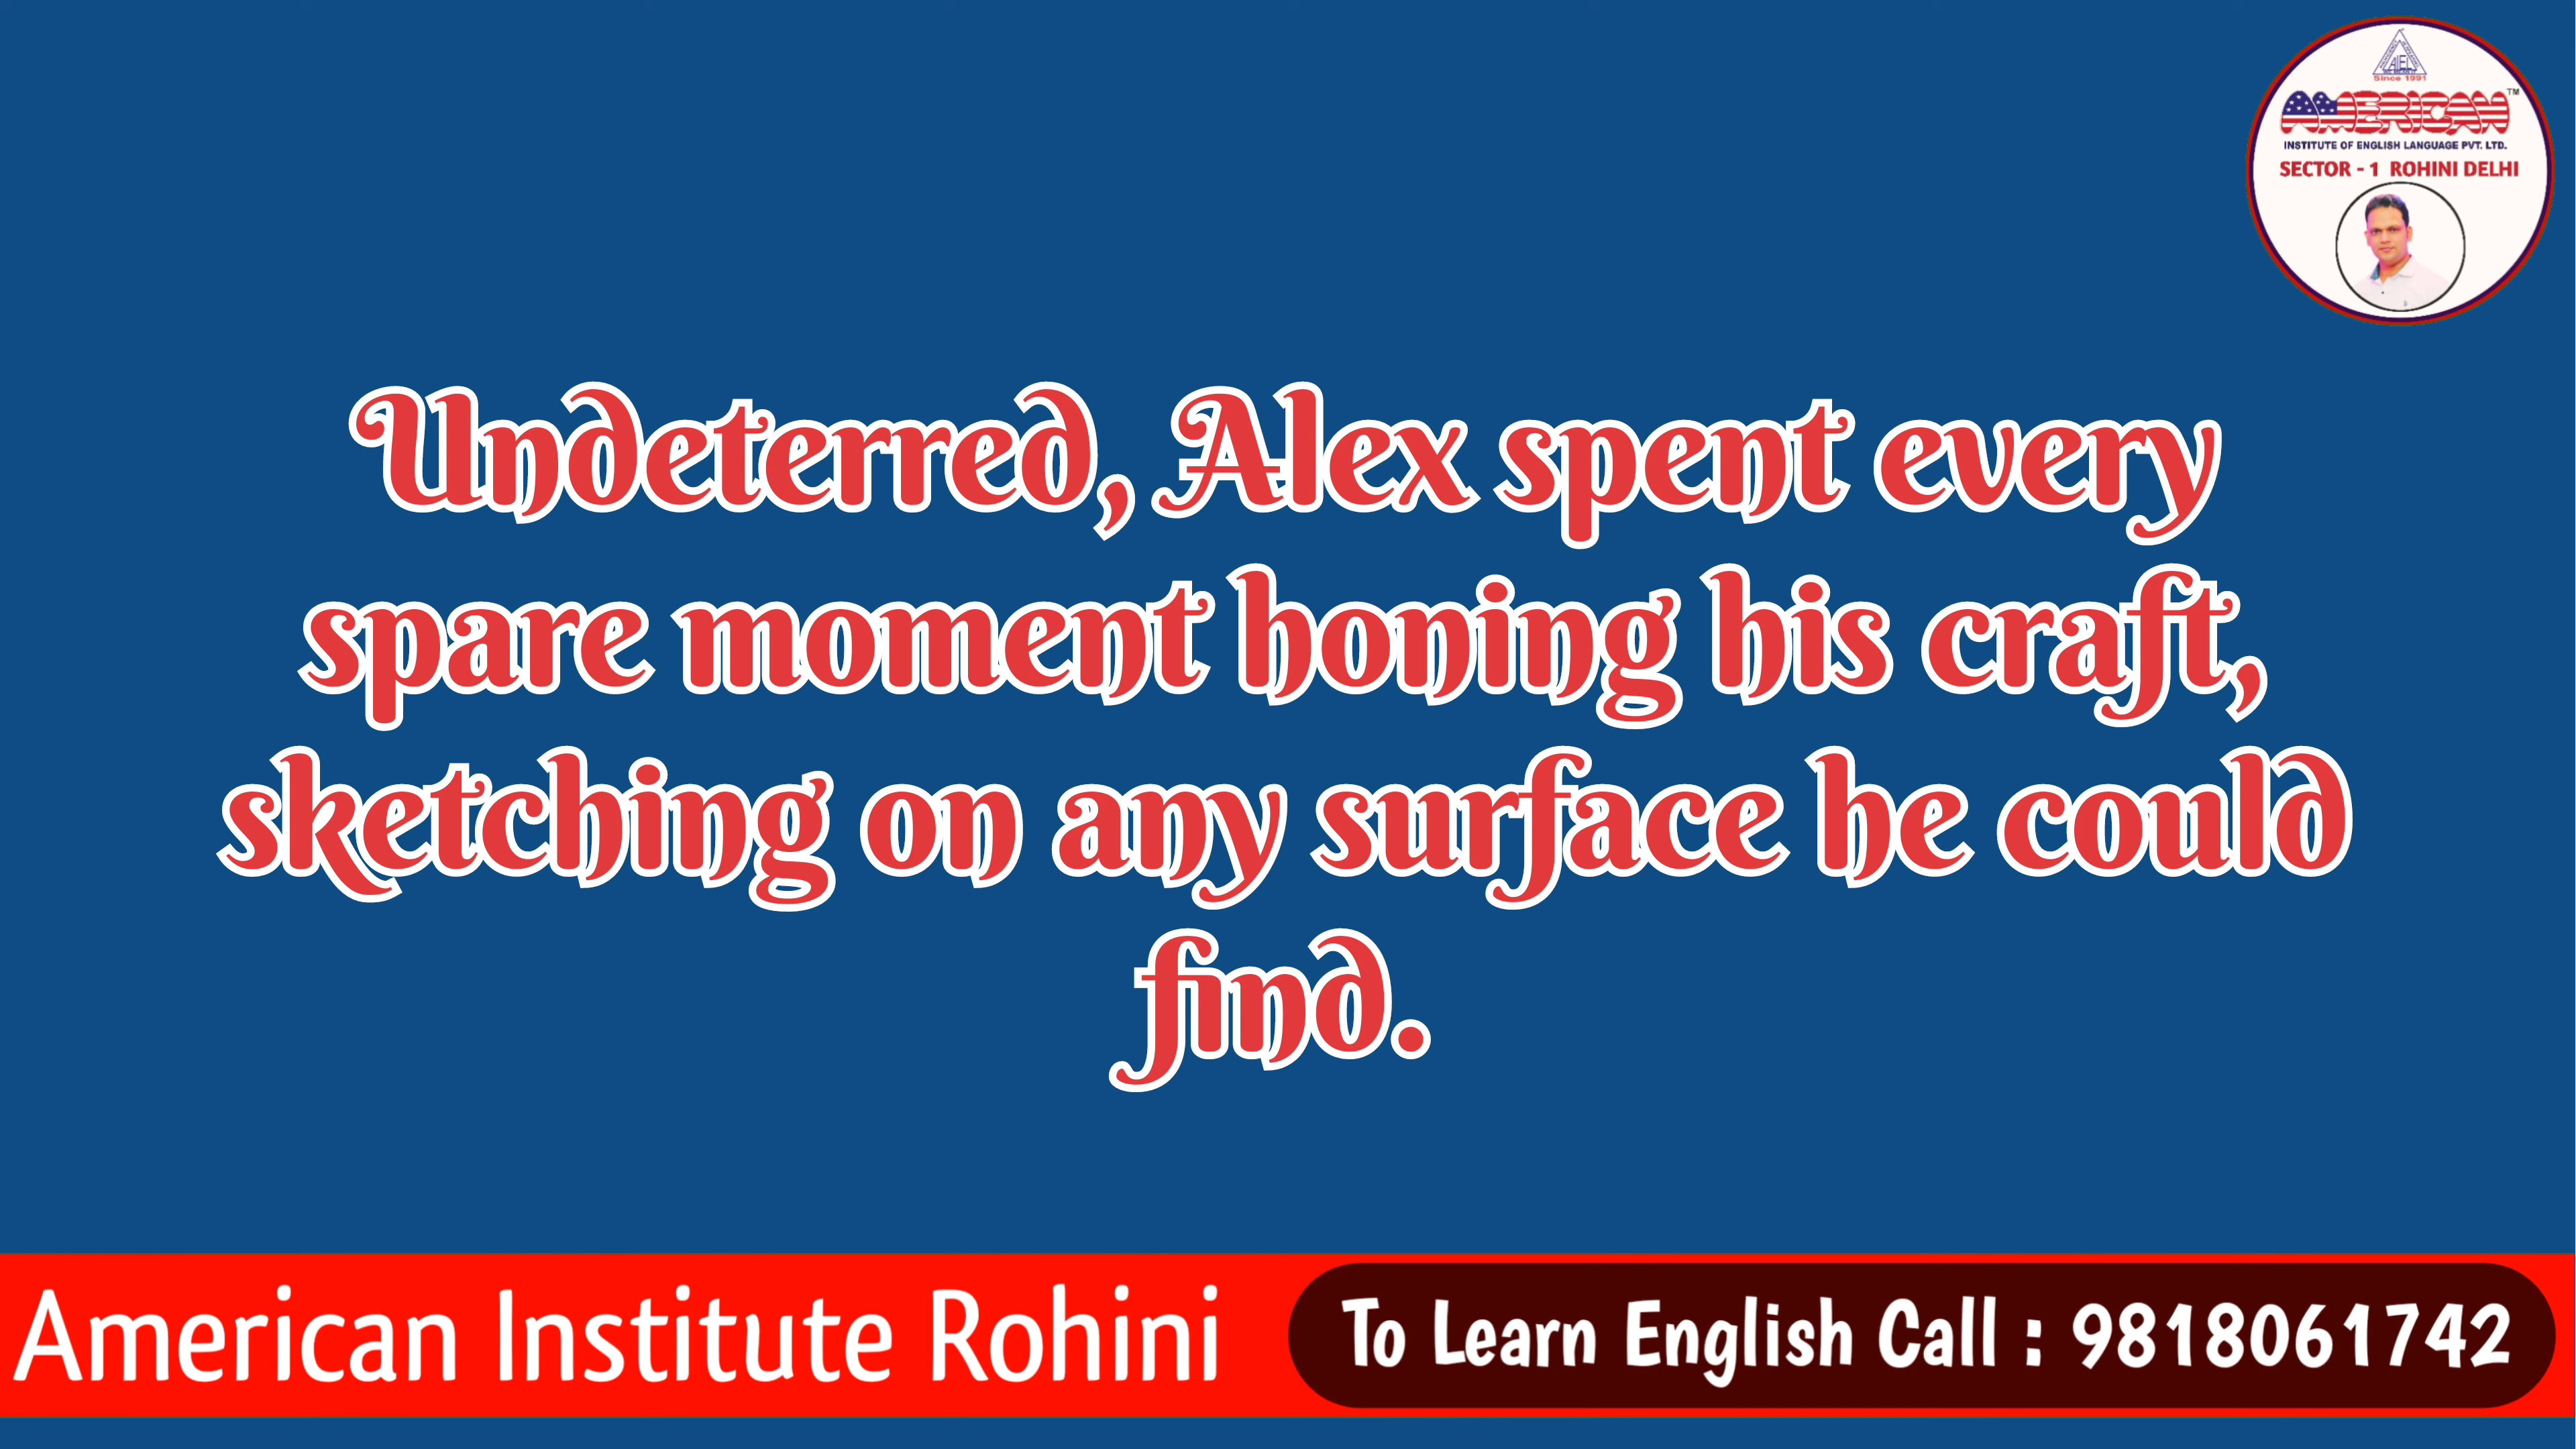 Since 1991
AMERICAN™
INSTITUTE OF ENGLISH LANGUAGE PVT. LTD.
SECTOR - 1 ROHINI DELHI
Undeterred, Alex spent every
spare moment honing his craft,
sketching on any surface he could
find.
American Institute Rohini
To Learn English Call : 9818061742